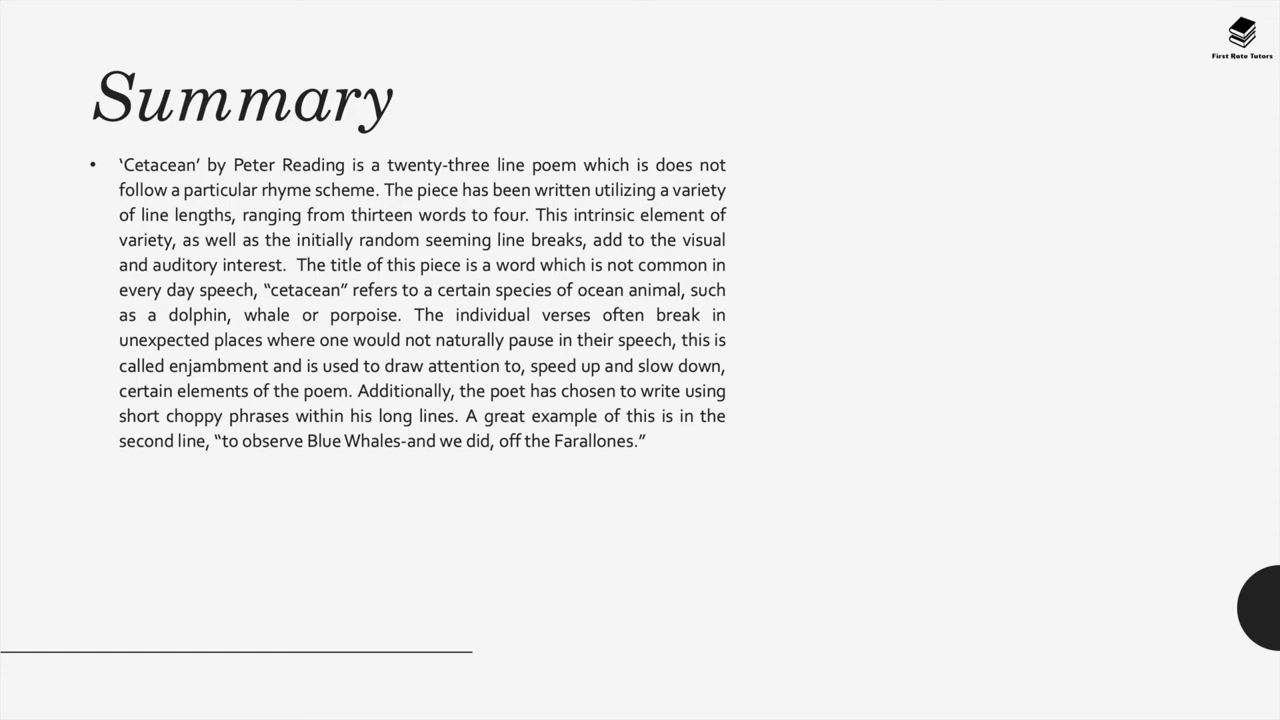 First Rate Tutors
Summary
• ‘Cetacean’ by Peter Reading is a twenty-three line poem which is does not
follow a particular rhyme scheme. The piece has been written utilizing a variety
of line lengths, ranging from thirteen words to four. This intrinsic element of
variety, as well as the initially random seeming line breaks, add to the visual
and auditory interest.  The title of this piece is a word which is not common in
every day speech, “cetacean” refers to a certain species of ocean animal, such
as a dolphin, whale or porpoise. The individual verses often break in
unexpected places where one would not naturally pause in their speech, this is
called enjambment and is used to draw attention to, speed up and slow down,
certain elements of the poem. Additionally, the poet has chosen to write using
short choppy phrases within his long lines. A great example of this is in the
second line, “to observe Blue Whales-and we did, off the Farallones.”